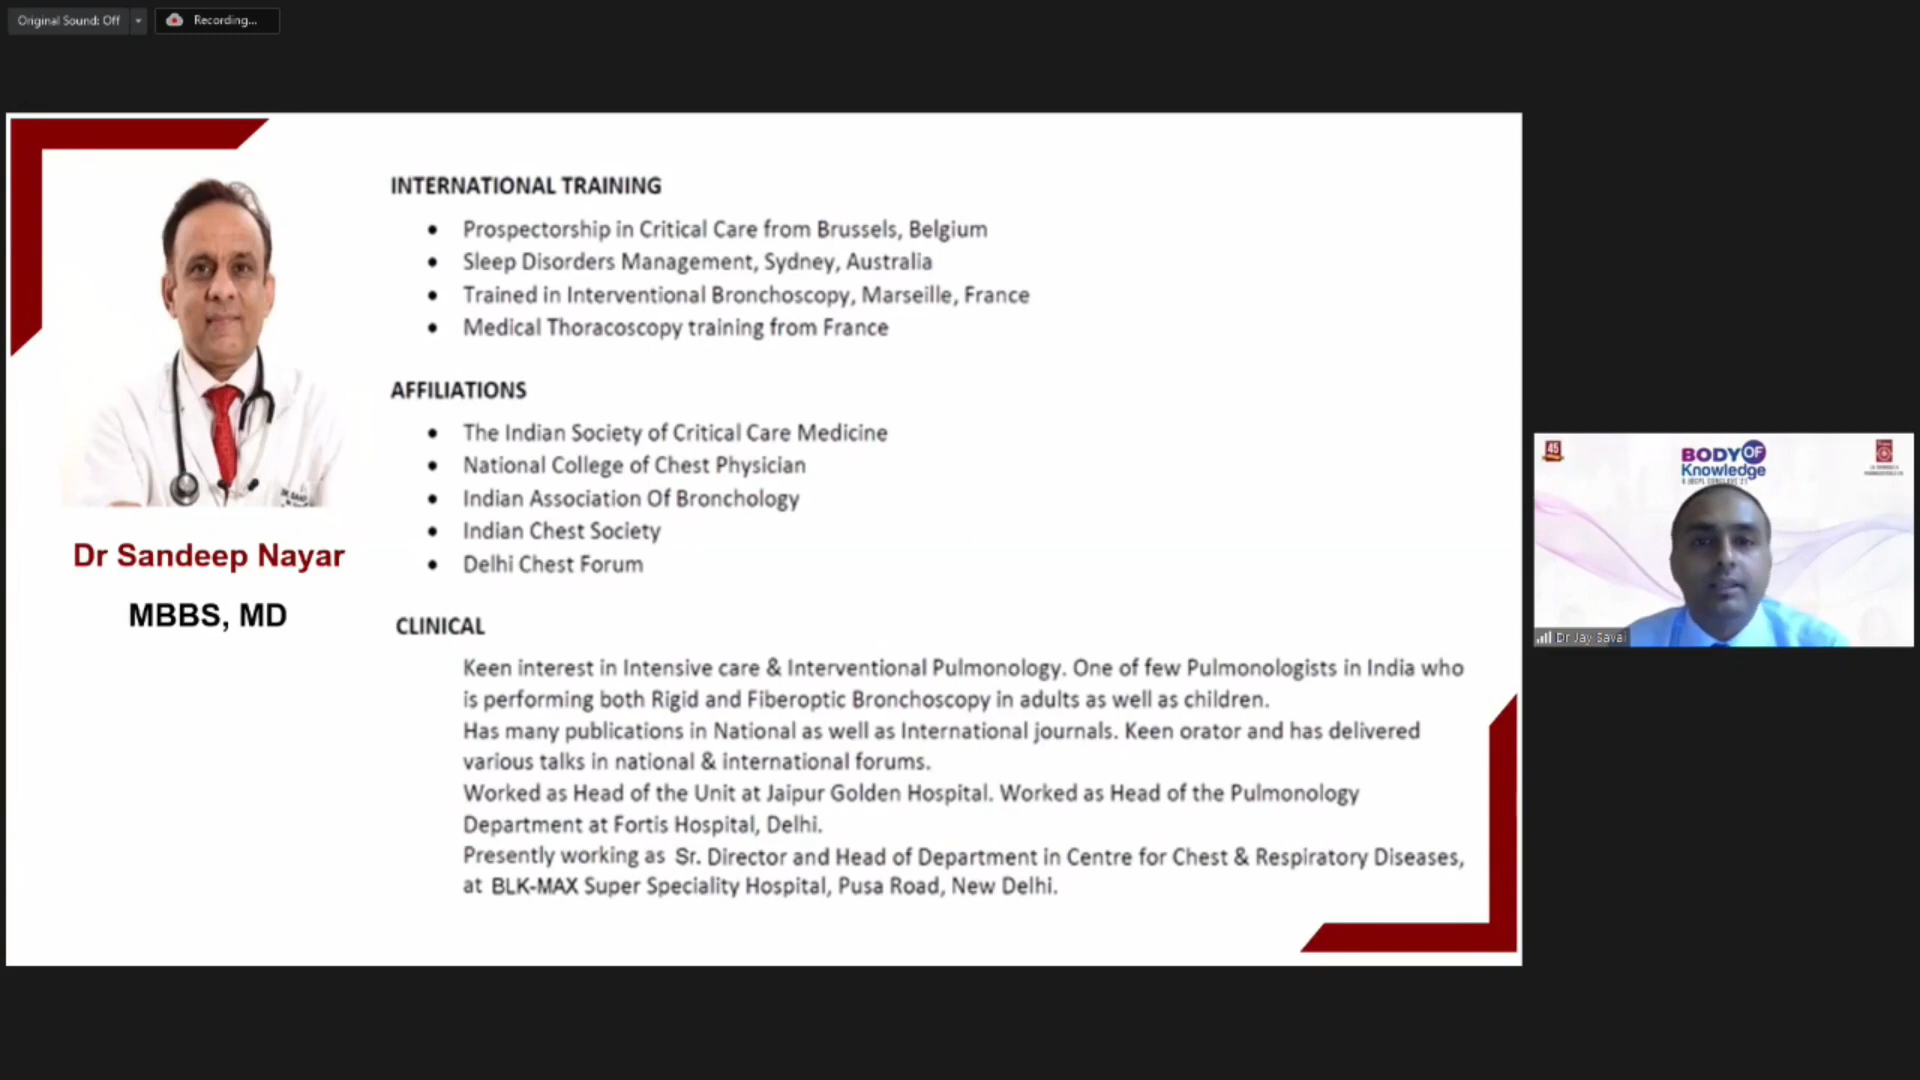 Original Sound: Off
Recording...
INTERNATIONAL TRAINING
• Prospectorship in Critical Care from Brussels, Belgium
• Sleep Disorders Management, Sydney, Australia
• Trained in Interventional Bronchoscopy, Marseille, France
• Medical Thoracoscopy training from France
AFFILIATIONS
• The Indian Society of Critical Care Medicine
• National College of Chest Physician
• Indian Association Of Bronchology
• Indian Chest Society
• Delhi Chest Forum
Dr Sandeep Nayar
MBBS, MD
CLINICAL
Keen interest in Intensive care & Interventional Pulmonology. One of few Pulmonologists in India who
is performing both Rigid and Fiberoptic Bronchoscopy in adults as well as children.
Has many publications in National as well as International journals. Keen orator and has delivered
various talks in national & international forums.
Worked as Head of the Unit at Jaipur Golden Hospital. Worked as Head of the Pulmonology
Department at Fortis Hospital, Delhi.
Presently working as Sr. Director and Head of Department in Centre for Chest & Respiratory Diseases,
at BLK-MAX Super Speciality Hospital, Pusa Road, New Delhi.
45
BODY OF
Knowledge
Dr Jay Savai